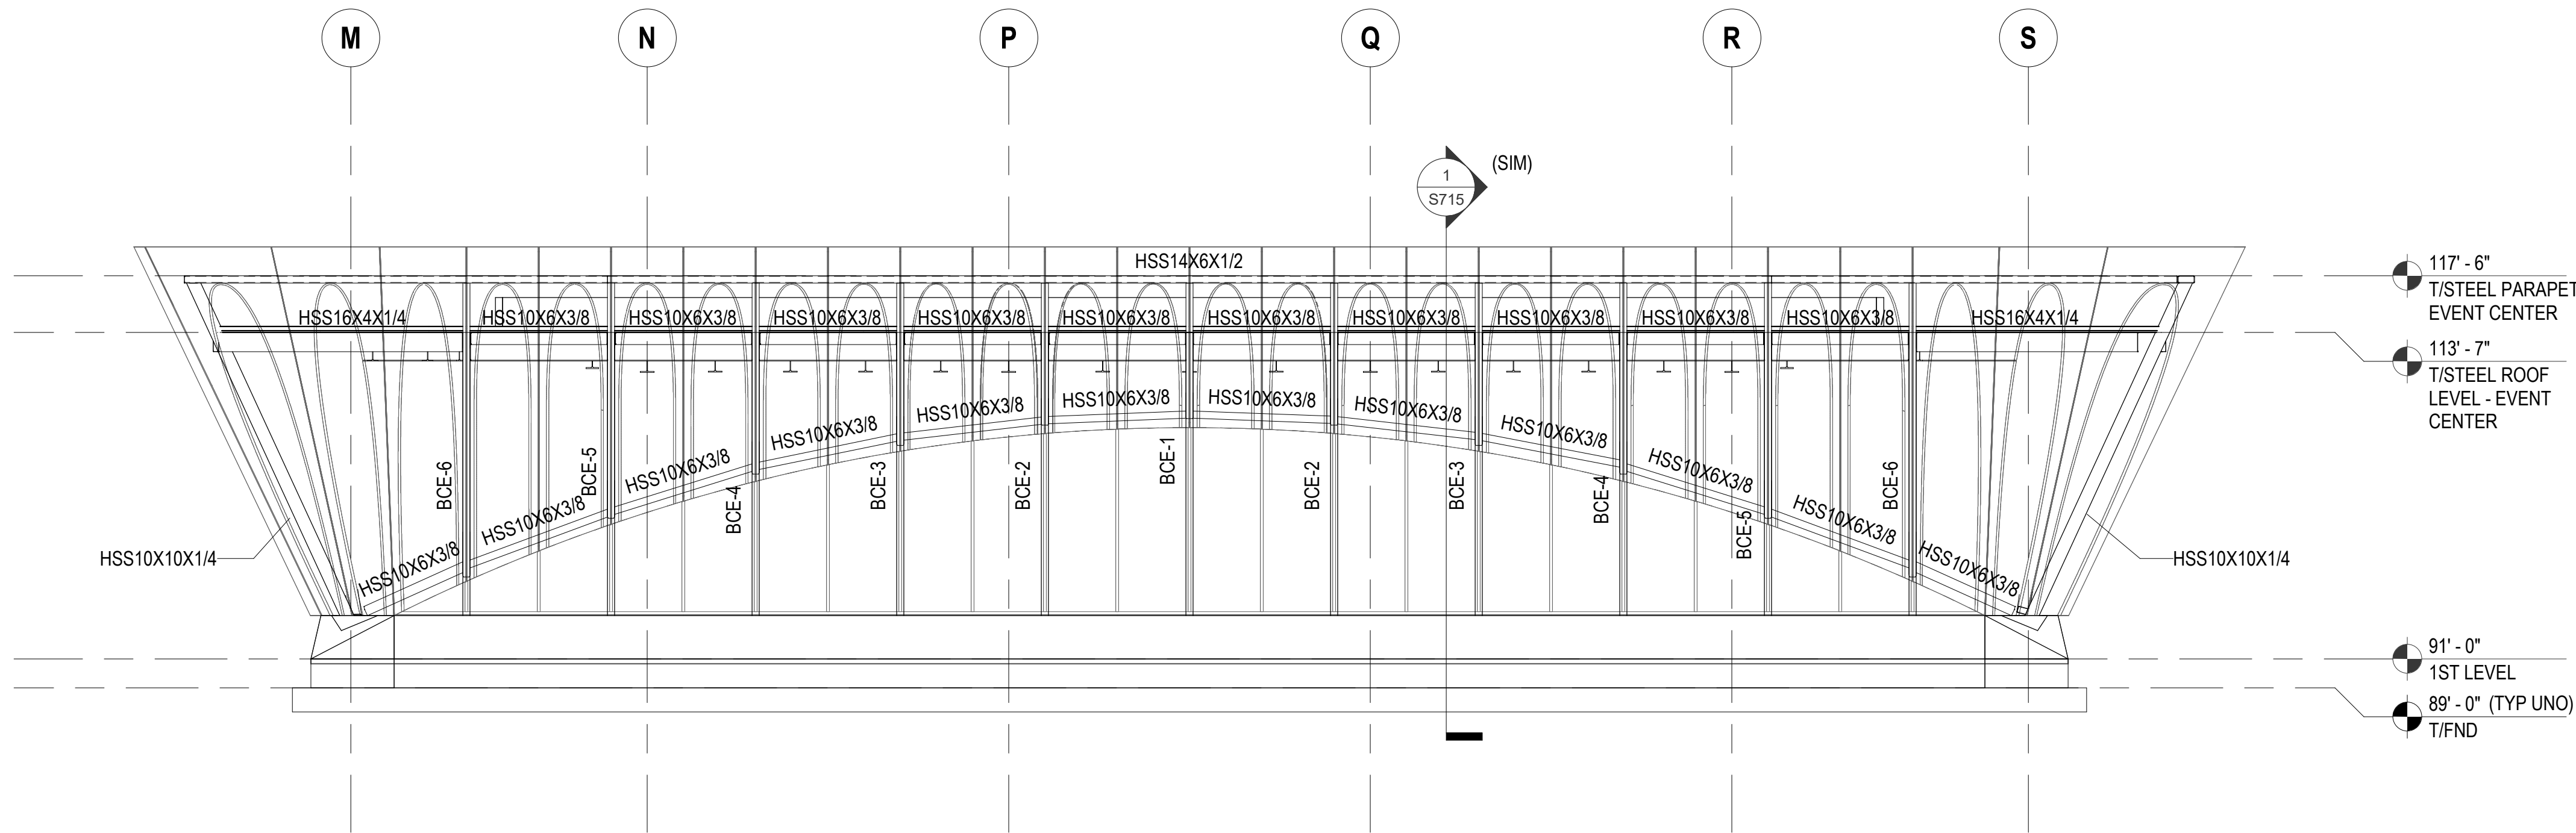 M
N
P
Q
R
S
1
S715
(SIM)
HSS14X6X1/2
117' - 6"
T/STEEL PARAPET
EVENT CENTER
HSS16X4X1/4
HSS10X6X3/8
HSS10X6X3/8
HSS10X6X3/8
HSS10X6X3/8
HSS10X6X3/8
HSS10X6X3/8
HSS10X6X3/8
HSS10X6X3/8
HSS10X6X3/8
HSS10X6X3/8
HSS16X4X1/4
113' - 7"
T/STEEL ROOF
LEVEL - EVENT
CENTER
HSS10X6X3/8
HSS10X6X3/8
HSS10X6X3/8
HSS10X6X3/8
HSS10X6X3/8
HSS10X6X3/8
HSS10X6X3/8
HSS10X6X3/8
HSS10X6X3/8
HSS10X6X3/8
HSS10X6X3/8
HSS10X6X3/8
BCE-6
BCE-5
BCE-4
BCE-3
BCE-2
BCE-1
BCE-2
BCE-3
BCE-4
BCE-5
BCE-6
HSS10X10X1/4
HSS10X10X1/4
91' - 0"
1ST LEVEL
89' - 0" (TYP UNO)
T/FND